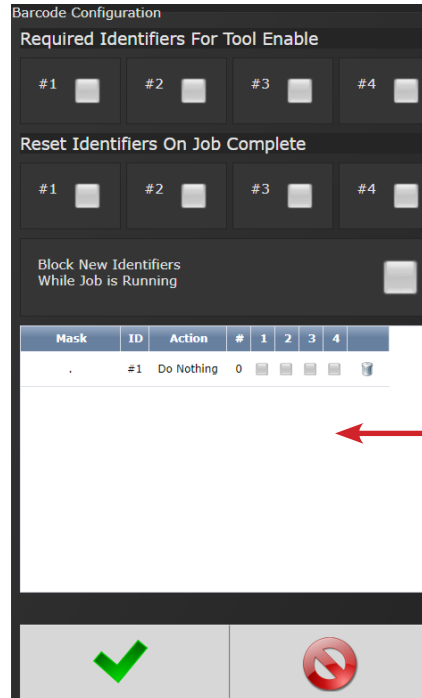 Barcode Configuration
Required Identifiers For Tool Enable
#1 #2 #3 #4
Reset Identifiers On Job Complete
#1 #2 #3 #4
Block New Identifiers
While Job is Running
Mask ID Action # 1 2 3 4
. #1 Do Nothing 0